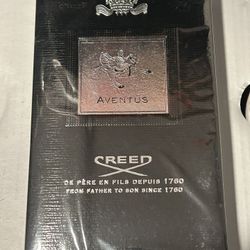 AVENTUS
CREED
DE PÈRE EN FILS DEPUIS 1760
FROM FATHER TO SON SINCE 1760